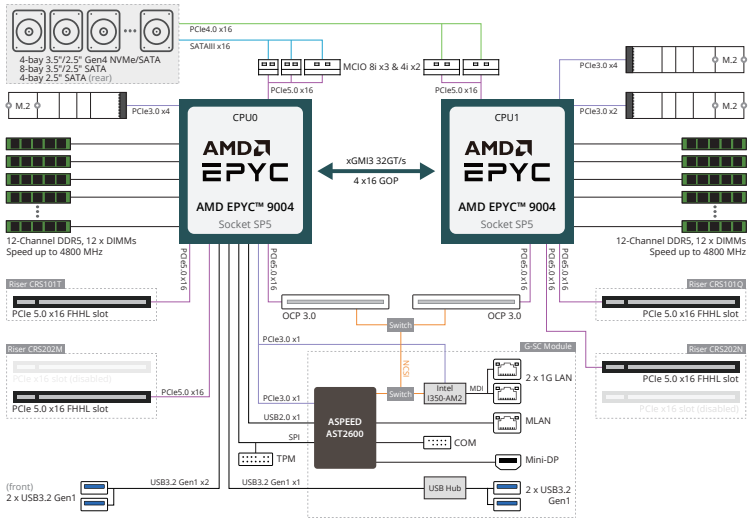 PCIe4.0 x16
SATAIII x16
4-bay 3.5"/2.5" Gen4 NVMe/SATA
8-bay 3.5"/2.5" SATA
4-bay 2.5" SATA (rear)
MCIO 8i x3 & 4i x2
PCIe3.0 x4
PCIe5.0 x16
PCIe5.0 x16
M.2
M.2
PCIe3.0 x4
PCIe3.0 x2
M.2
CPU0
AMD
EPYC
AMD EPYC™ 9004
Socket SP5
xGMI3 32GT/s
4 x16 GOP
CPU1
AMD
EPYC
AMD EPYC™ 9004
Socket SP5
12-Channel DDR5, 12 x DIMMs
Speed up to 4800 MHz
12-Channel DDR5, 12 x DIMMs
Speed up to 4800 MHz
PCIe5.0 x16
PCIe5.0 x16
PCIe5.0 x16
PCIe5.0 x16
PCIe5.0 x16
Riser CRS101T
PCIe 5.0 x16 FHHL slot
OCP 3.0
OCP 3.0
Riser CRS101Q
PCIe 5.0 x16 FHHL slot
Switch
PCIe3.0 x1
G-SC Module
Riser CRS202M
PCIe x16 slot (disabled)
PCIe5.0 x16
PCIe 5.0 x16 FHHL slot
Riser CRS202N
PCIe 5.0 x16 FHHL slot
PCIe x16 slot (disabled)
NCSI
Switch
Intel
I350-AM2
MDI
2 x 1G LAN
PCIe3.0 x1
USB2.0 x1
SPI
ASPEED
AST2600
MLAN
COM
TPM
Mini-DP
(front)
2 x USB3.2 Gen1
USB3.2 Gen1 x2
USB3.2 Gen1 x1
USB Hub
2 x USB3.2
Gen1